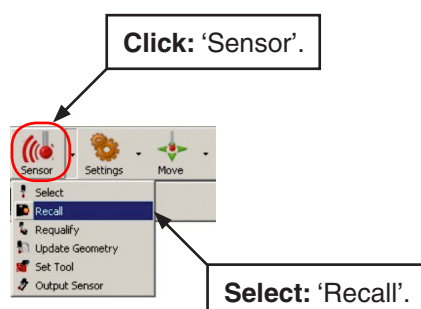 Click: ‘Sensor’.
Sensor Settings Move
Select
Recall
Requalify
Update Geometry
Set Tool
Output Sensor
Select: ‘Recall’.